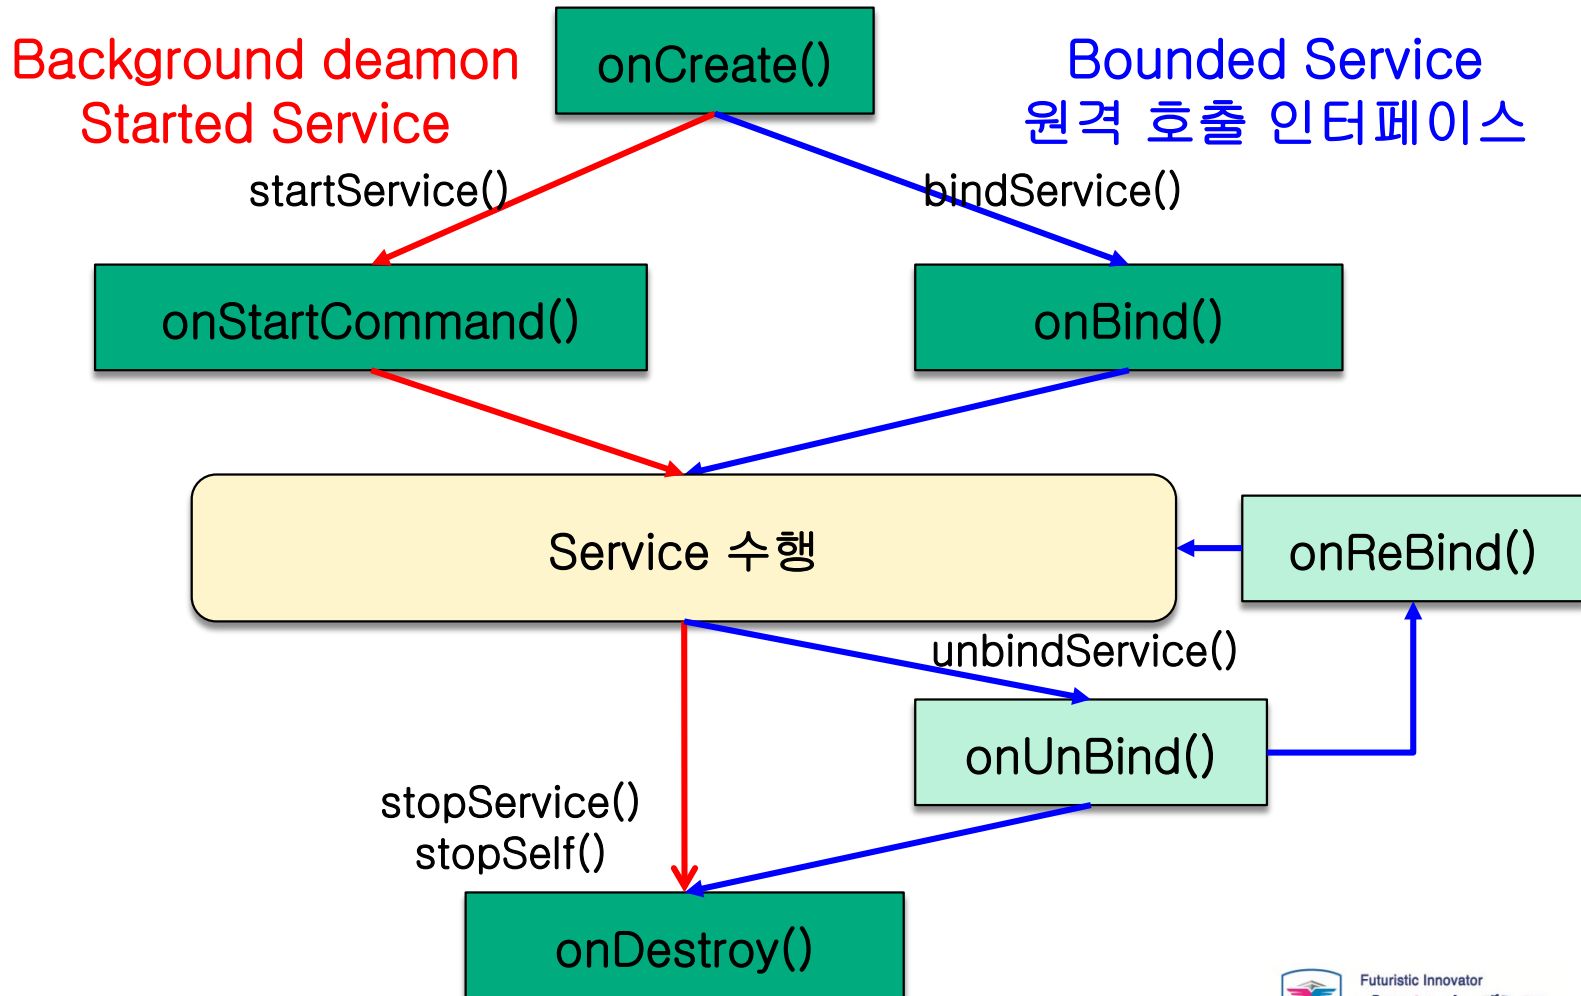 Background deamon
Started Service
onCreate()
Bounded Service
원격 호출 인터페이스
startService()
bindService()
onStartCommand()
onBind()
Service 수행
onReBind()
unbindService()
onUnBind()
stopService()
stopSelf()
onDestroy()
Futuristic Innovator